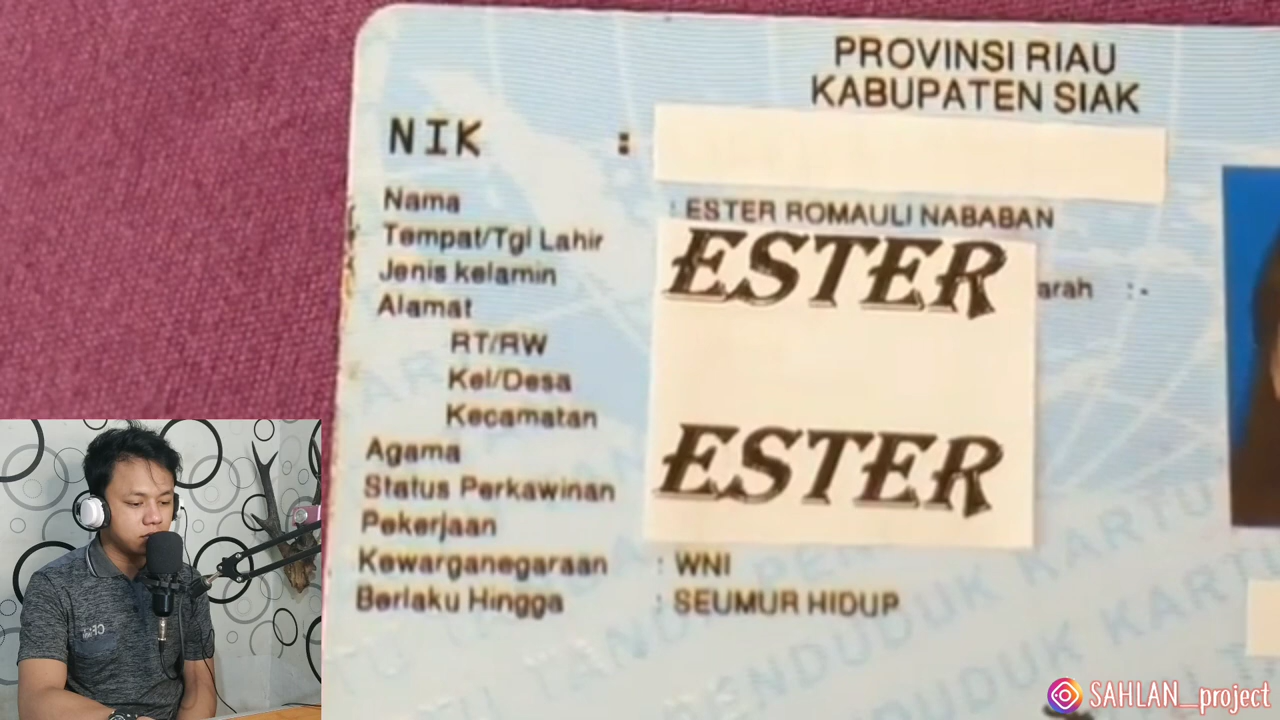 PROVINSI RIAU
KABUPATEN SIAK
NIK :
Nama : ESTER ROMAULI NABABAN
Tempat/Tgl Lahir ESTER
Jenis kelamin arah : -
Alamat
RT/RW
Kel/Desa
Kecamatan
Agama ESTER
Status Perkawinan
Pekerjaan
Kewarganegaraan : WNI
Berlaku Hingga : SEUMUR HIDUP
SAHLAN_project